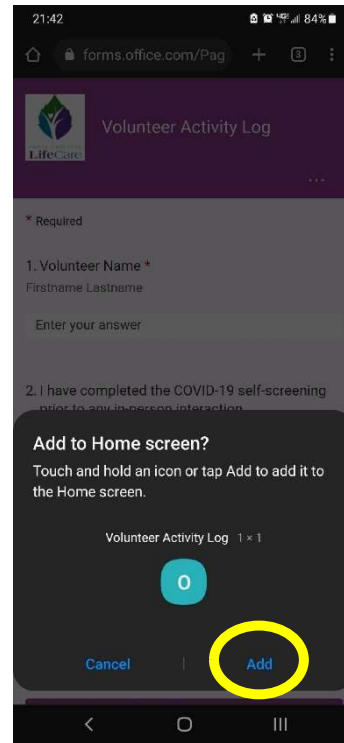 21:42 84%
forms.office.com/Pag 3
Volunteer Activity Log
LifeCare
* Required
1. Volunteer Name *
Firstname Lastname
Enter your answer
2. I have completed the COVID-19 self-screening
prior to any in-person interaction
Add to Home screen?
Touch and hold an icon or tap Add to add it to
the Home screen.
Volunteer Activity Log 1 × 1
O
Cancel | Add